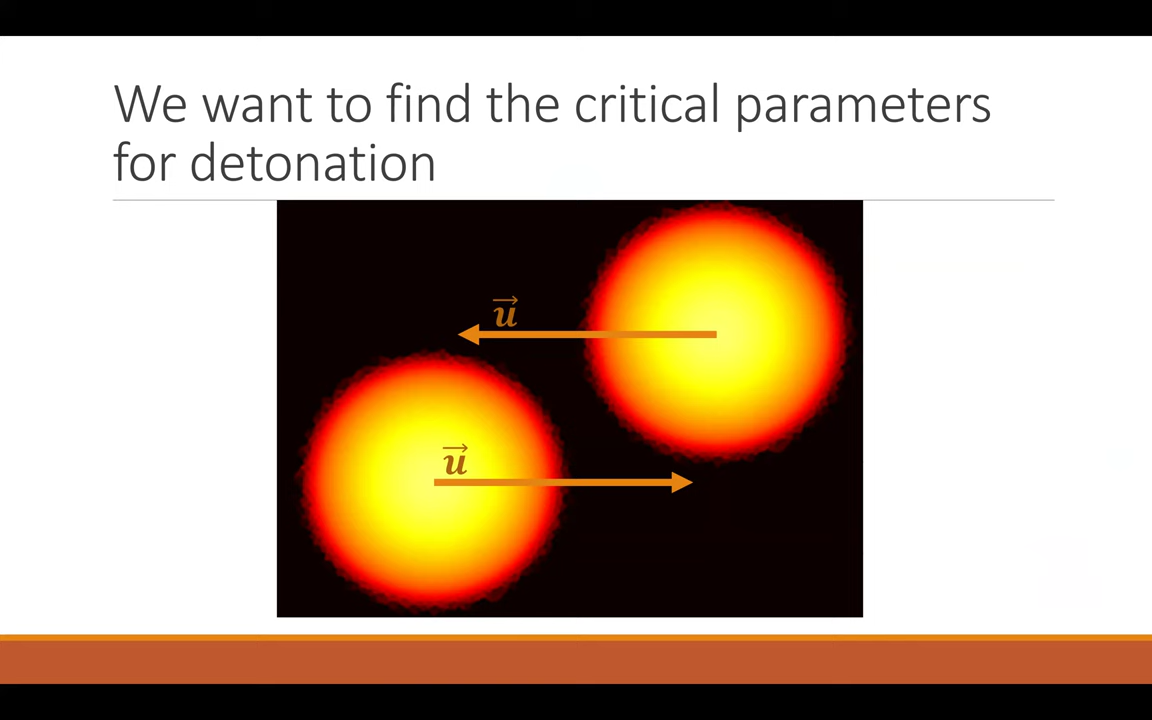 We want to find the critical parameters
for detonation
u⃗
u⃗